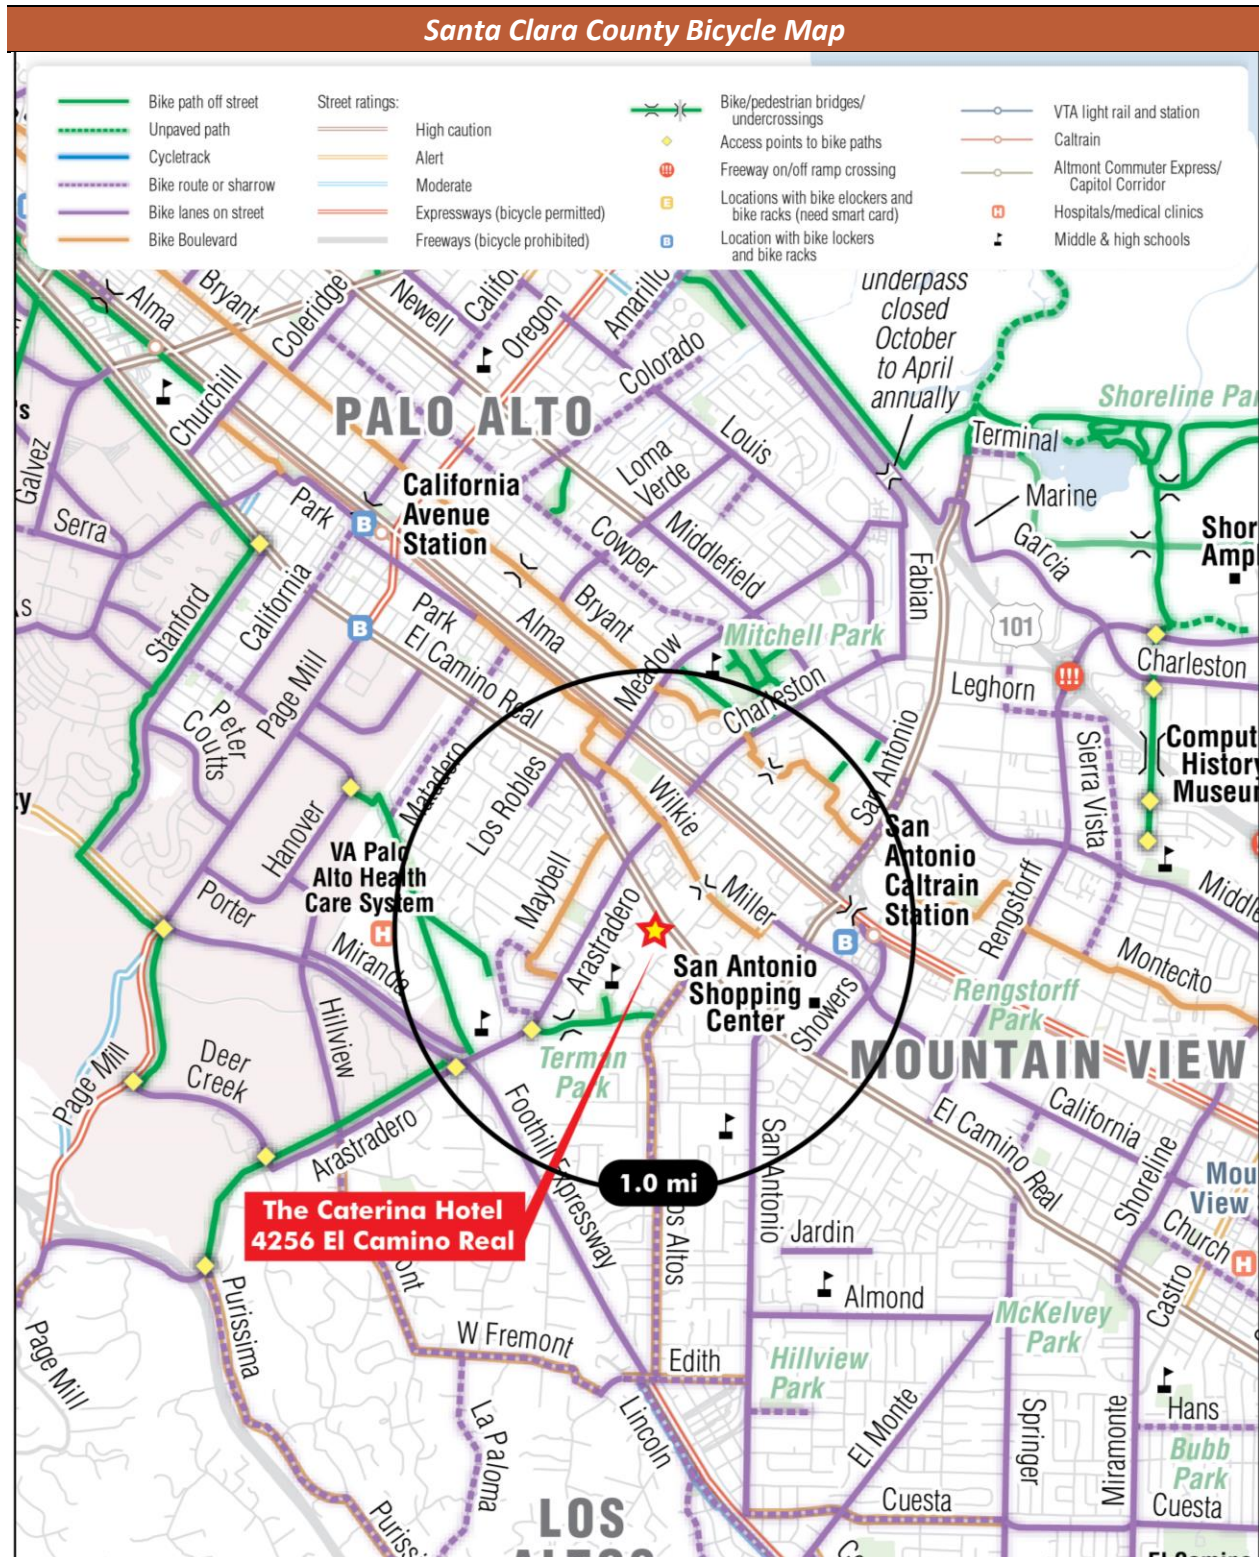 Santa Clara County Bicycle Map
Bike path off street
Unpaved path
Cycletrack
Bike route or sharrow
Bike lanes on street
Bike Boulevard
Street ratings:
High caution
Alert
Moderate
Expressways (bicycle permitted)
Freeways (bicycle prohibited)
Bike/pedestrian bridges/
undercrossings
Access points to bike paths
!!!
Freeway on/off ramp crossing
E
Locations with bike elockers and
bike racks (need smart card)
B
Location with bike lockers
and bike racks
VTA light rail and station
Caltrain
Altmont Commuter Express/
Capitol Corridor
H
Hospitals/medical clinics
Middle & high schools
Alma
Bryant
Coleridge
Newell
Califor
Oregon
Amarillo
Colorado
underpass
closed
October
to April
annually
Shoreline Par
Churchill
PALO ALTO
Louis
Terminal
's
Galvez
Serra
Park
California
Avenue
Station
B
Loma
Verde
Middlefield
Cowper
Marine
Garcia
Shor
Amp
Stanford
California
B
Park
El Camino Real
Alma
Bryant
Fabian
101
Mitchell Park
Meadow
Charleston
Charleston
Leghorn
!!!
Peter
Coutts
Page Mill
Matadero
Los Robles
Wilkie
San Antonio
Sierra Vista
Comput
History
Museu
Hanover
VA Palo
Alto Health
Care System
H
Maybell
Arastradero
Miller
San
Antonio
Caltrain
Station
B
Rengstorff
Middle
Porter
Miranda
San Antonio
Shopping
Center
Showers
Montecito
Rengstorff
Park
Hillview
Deer
Creek
Page Mill
Terman
Park
MOUNTAIN VIEW
Arastradero
Foothill Expressway
San Antonio
El Camino Real
California
Shoreline
1.0 mi
Mou
View
The Caterina Hotel
4256 El Camino Real
os Altos
Jardin
Church
H
Almond
Castro
Purissima
ont
McKelvey
Park
Page Mill
W Fremont
Edith
Hillview
Park
La Paloma
Lincoln
El Monte
Springer
Miramonte
Hans
Bubb
Park
Cuesta
Cuesta
LOS
Puriss